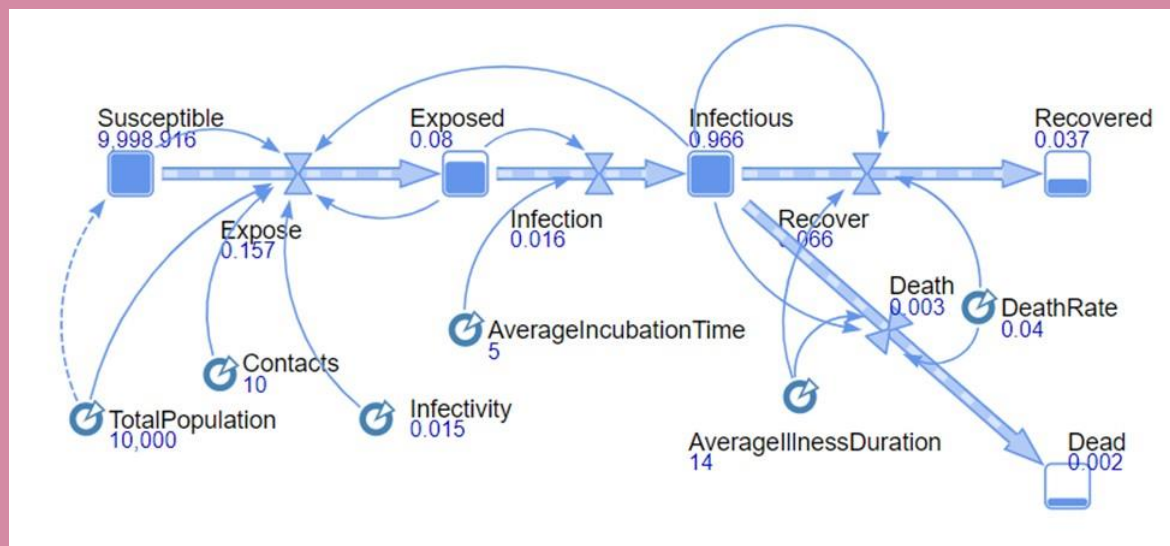 Susceptible
9,998.916
Exposed
0.08
Infectious
0.966
Recovered
0.037
Expose
0.157
Infection
0.016
Recover
0.066
Death
0.003
DeathRate
0.04
AverageIncubationTime
5
Contacts
10
TotalPopulation
10,000
Infectivity
0.015
AverageIllnessDuration
14
Dead
0.002